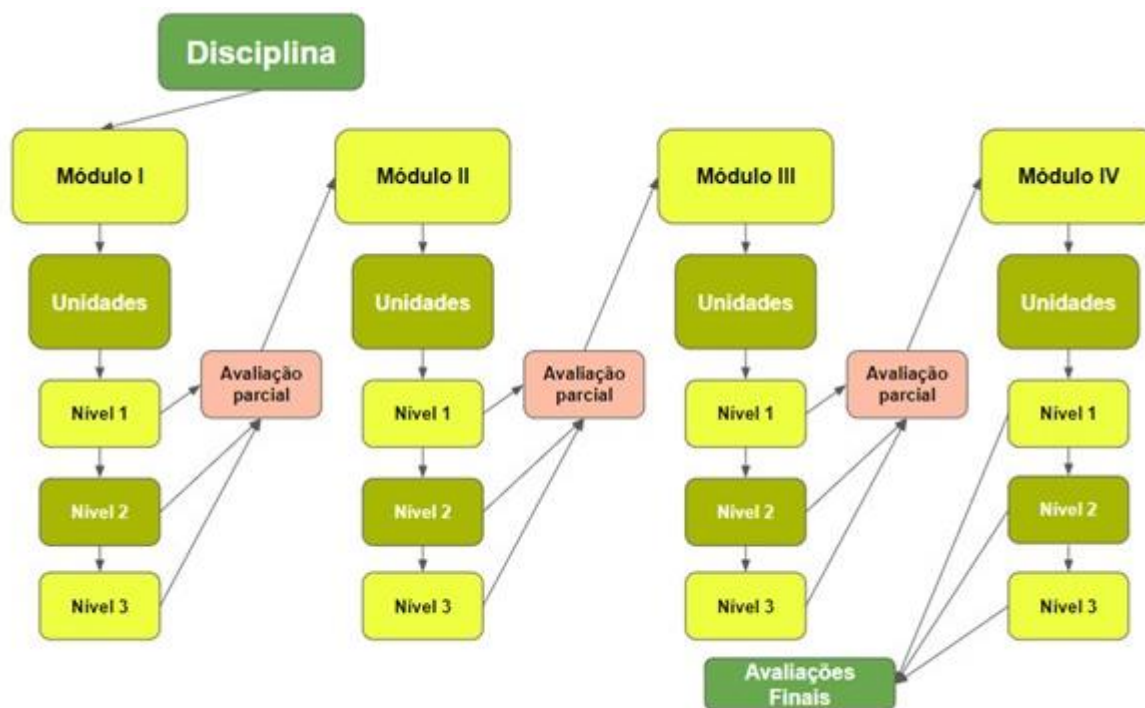 Disciplina
Módulo I
Módulo II
Módulo III
Módulo IV
Unidades
Unidades
Unidades
Unidades
Avaliação
parcial
Avaliação
parcial
Avaliação
parcial
Nível 1
Nível 1
Nível 1
Nível 1
Nível 2
Nível 2
Nível 2
Nível 2
Nível 3
Nível 3
Nível 3
Nível 3
Avaliações
Finais